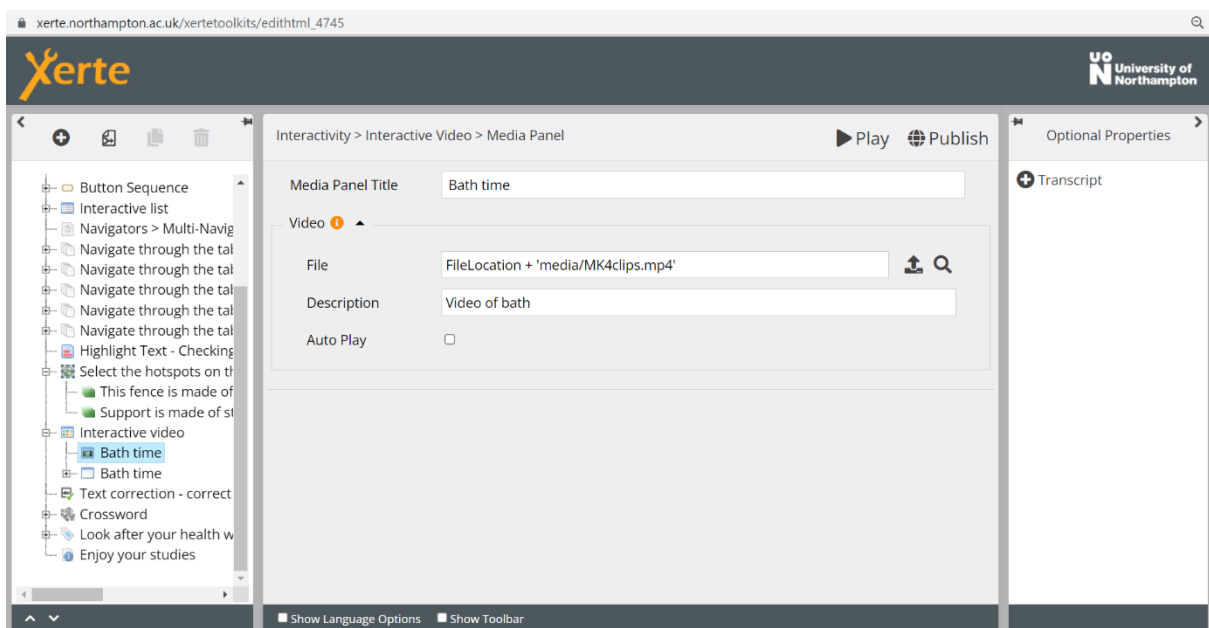 xerte.northampton.ac.uk/xertetoolkits/edithtml_4745
Xerte
UON University of Northampton
Interactivity > Interactive Video > Media Panel
Play
Publish
Optional Properties
Button Sequence
Interactive list
Navigators > Multi-Navig
Navigate through the tal
Navigate through the tal
Navigate through the tal
Navigate through the tal
Navigate through the tal
Highlight Text - Checking
Select the hotspots on th
This fence is made of
Support is made of st
Interactive video
Bath time
Bath time
Text correction - correct
Crossword
Look after your health w
Enjoy your studies
Media Panel Title
Bath time
Video
File
FileLocation + 'media/MK4clips.mp4'
Description
Video of bath
Auto Play
Transcript
Show Language Options
Show Toolbar